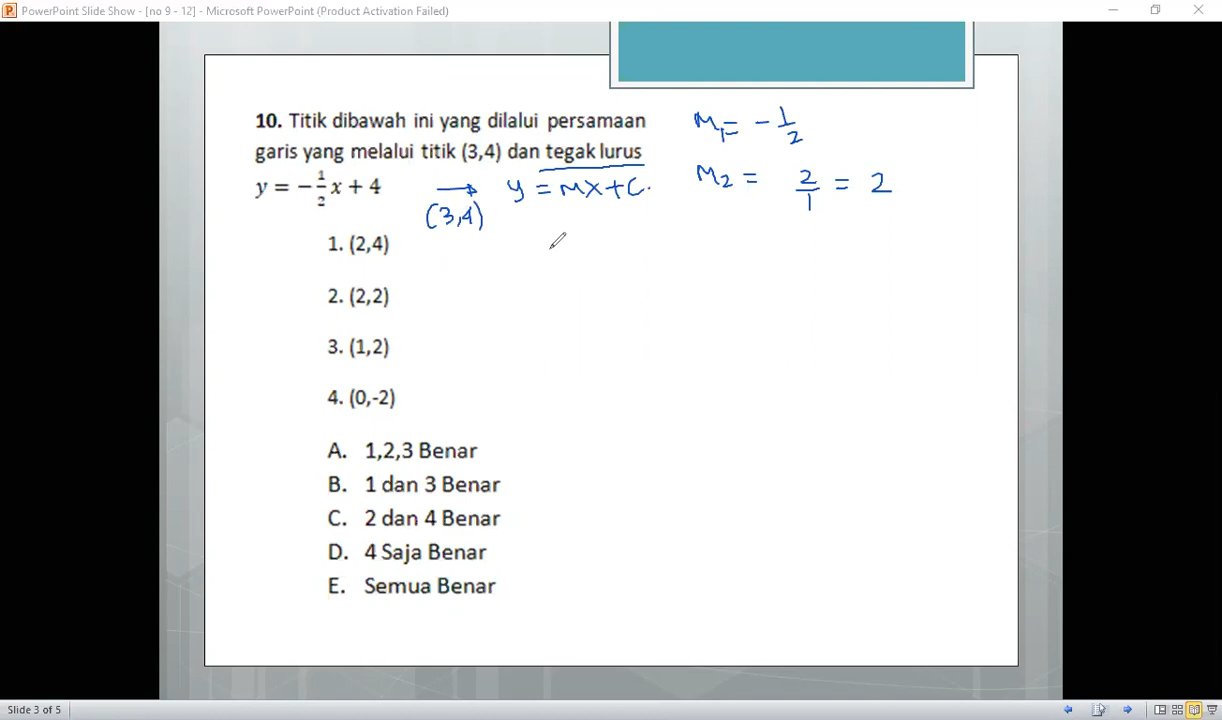 PowerPoint Slide Show - [no 9 - 12] - Microsoft PowerPoint (Product Activation Failed)
10. Titik dibawah ini yang dilalui persamaan
garis yang melalui titik (3,4) dan tegak lurus
y = -1/2 x + 4
→ y = mx + c.
(3,4)
M1 = - 1/2
M2 = 2/1 = 2
1. (2,4)
2. (2,2)
3. (1,2)
4. (0,-2)
A. 1,2,3 Benar
B. 1 dan 3 Benar
C. 2 dan 4 Benar
D. 4 Saja Benar
E. Semua Benar
Slide 3 of 5